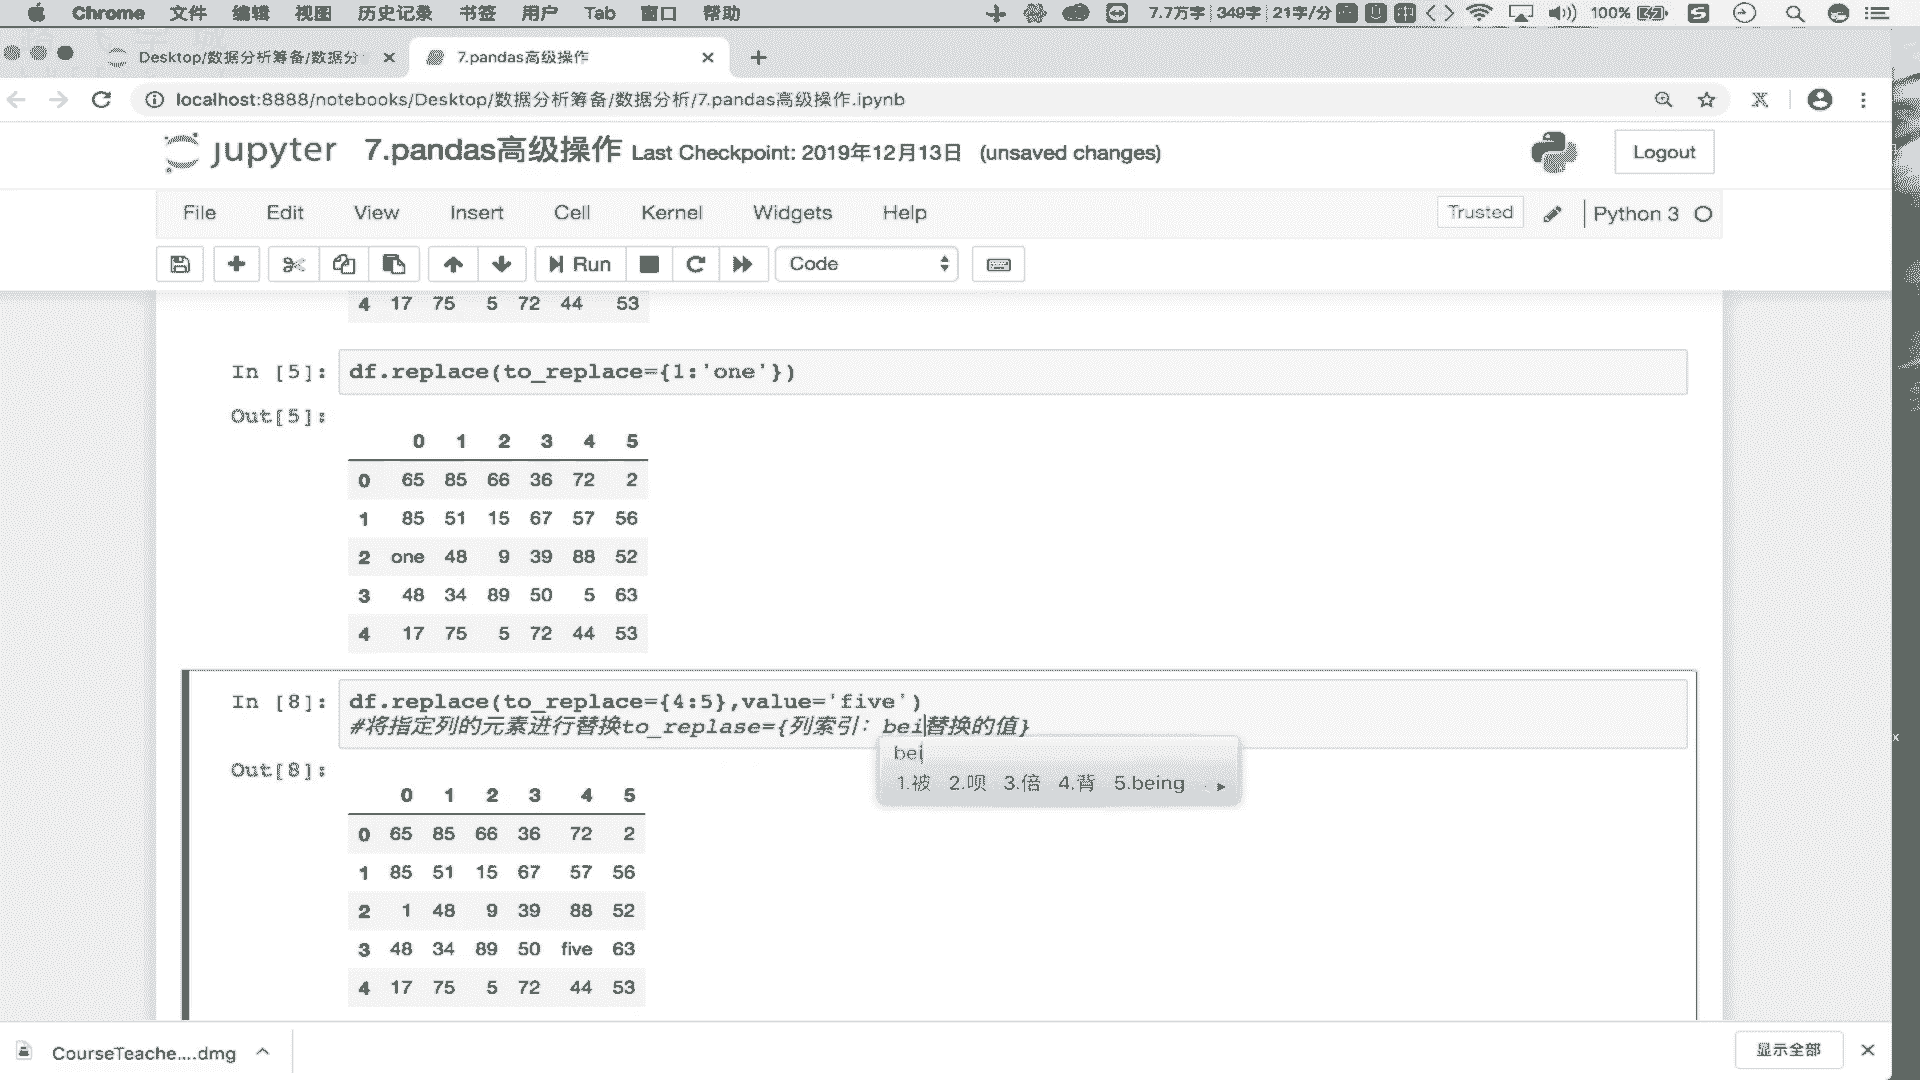 Chrome 文件 编辑 视图 历史记录 书签 用户 Tab 窗口 帮助 7.7万字 349字 21字/分 100%
Desktop/数据分析筹备/数据分 7.pandas高级操作
localhost:8888/notebooks/Desktop/数据分析筹备/数据分析/7.pandas高级操作.ipynb
jupyter 7.pandas高级操作 Last Checkpoint: 2019年12月13日 (unsaved changes) Logout
File Edit View Insert Cell Kernel Widgets Help Trusted Python 3
Run Code
4 17 75 5 72 44 53
In [5]: df.replace(to_replace={1:'one'})
Out[5]:
0 1 2 3 4 5
0 65 85 66 36 72 2
1 85 51 15 67 57 56
2 one 48 9 39 88 52
3 48 34 89 50 5 63
4 17 75 5 72 44 53
In [8]: df.replace(to_replace={4:5},value='five')
#将指定列的元素进行替换to_replase={列索引：bei替换的值}
bei
1.被 2.呗 3.倍 4.背 5.being
Out[8]:
0 1 2 3 4 5
0 65 85 66 36 72 2
1 85 51 15 67 57 56
2 1 48 9 39 88 52
3 48 34 89 50 five 63
4 17 75 5 72 44 53
CourseTeache....dmg 显示全部